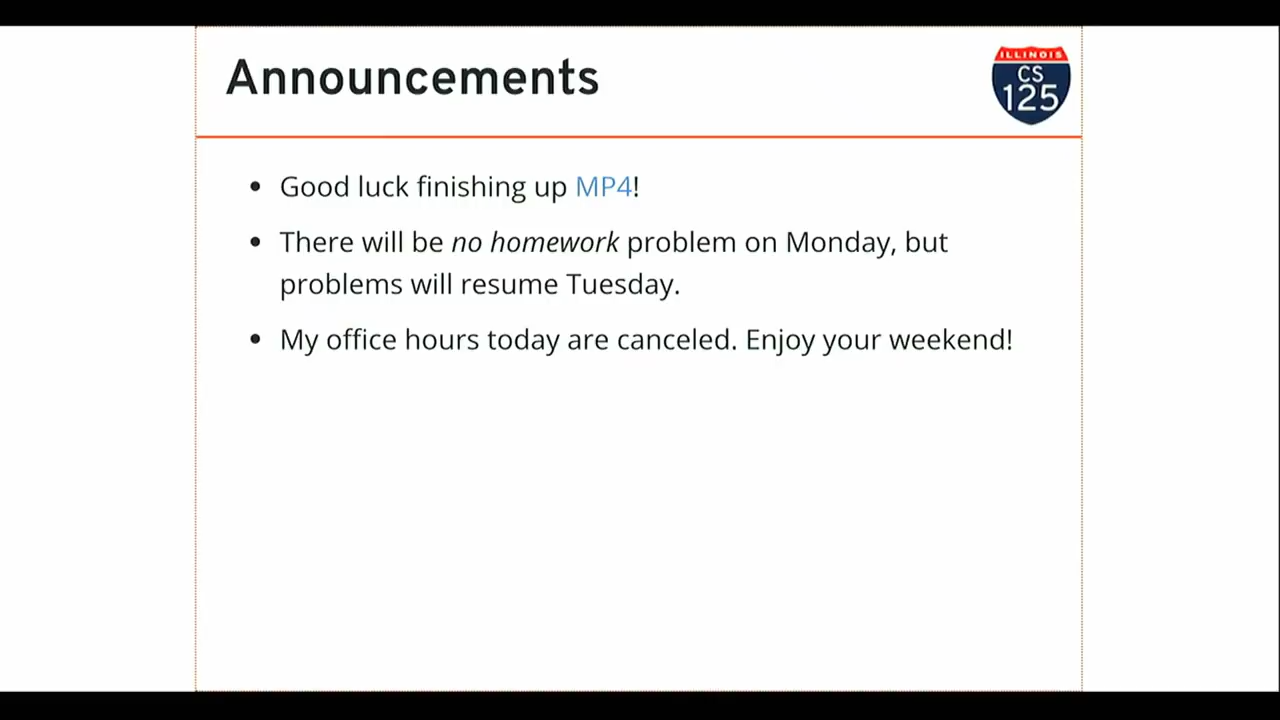 Announcements
ILLINOIS
CS
125
• Good luck finishing up MP4!
• There will be no homework problem on Monday, but
problems will resume Tuesday.
• My office hours today are canceled. Enjoy your weekend!